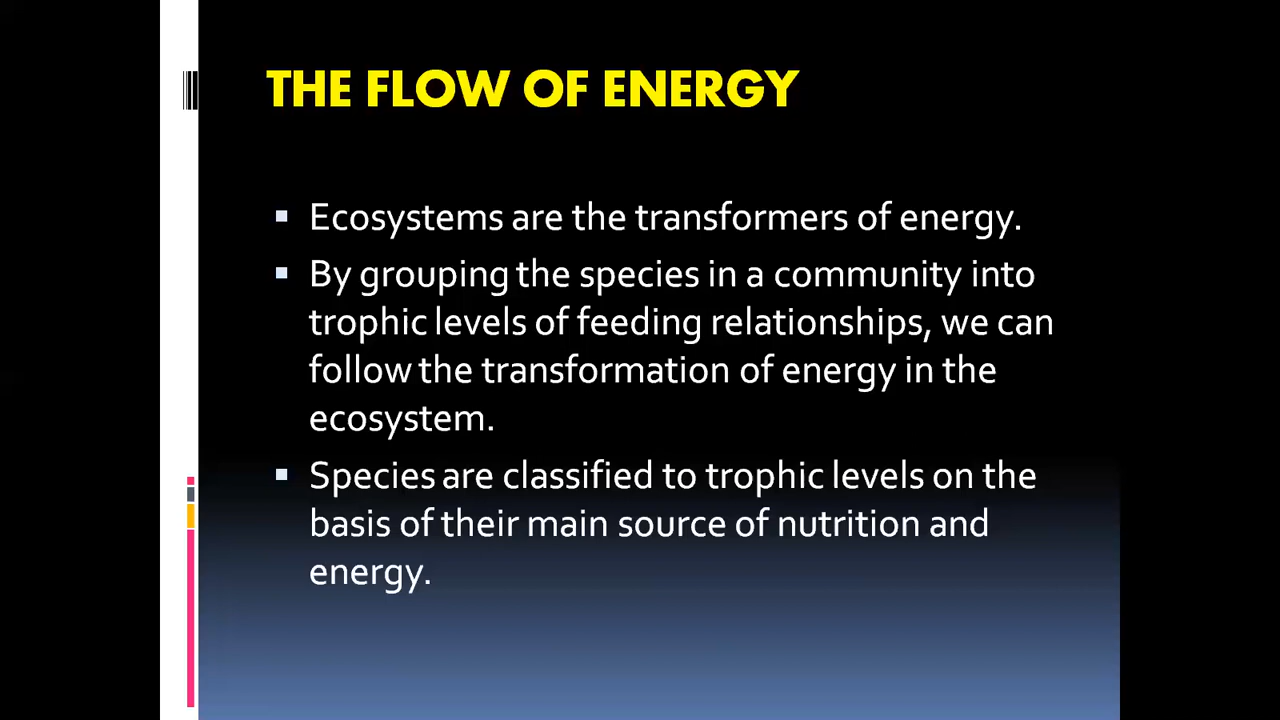 THE FLOW OF ENERGY
Ecosystems are the transformers of energy.
By grouping the species in a community into
trophic levels of feeding relationships, we can
follow the transformation of energy in the
ecosystem.
Species are classified to trophic levels on the
basis of their main source of nutrition and
energy.